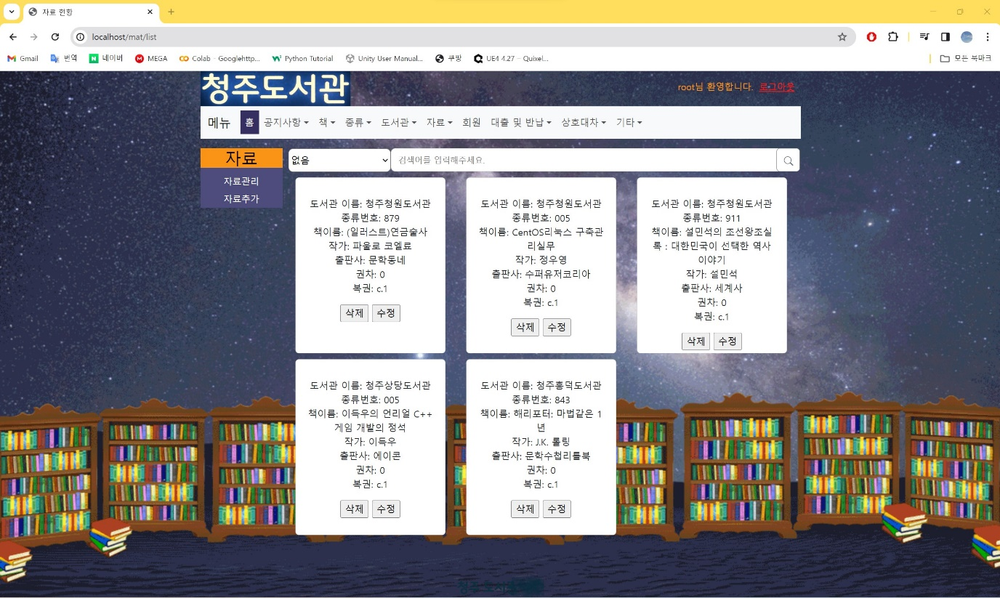 자료 현황
localhost/mat/list
Gmail 번역 네이버 MEGA Colab - Googlehttp... Python Tutorial Unity User Manual... 쿠팡 UE4 4.27 - Quixel... 모든 북마크
청주도서관
root님 환영합니다. 로그아웃
메뉴 홈 공지사항 책 종류 도서관 자료 회원 대출 및 반납 상호대차 기타
자료
자료관리
자료추가
없음 검색어를 입력해주세요.
도서관 이름: 청주청원도서관
종류번호: 879
책이름: (일러스트)연금술사
작가: 파울로 코엘료
출판사: 문학동네
권차: 0
복권: c.1
삭제 수정
도서관 이름: 청주청원도서관
종류번호: 005
책이름: CentOS리눅스 구축관
리실무
작가: 정우영
출판사: 수퍼유저코리아
권차: 0
복권: c.1
삭제 수정
도서관 이름: 청주청원도서관
종류번호: 911
책이름: 설민석의 조선왕조실
록 : 대한민국이 선택한 역사
이야기
작가: 설민석
출판사: 세계사
권차: 0
복권: c.1
삭제 수정
도서관 이름: 청주상당도서관
종류번호: 005
책이름: 이득우의 언리얼 C++
게임 개발의 정석
작가: 이득우
출판사: 에이콘
권차: 0
복권: c.1
삭제 수정
도서관 이름: 청주흥덕도서관
종류번호: 843
책이름: 해리포터: 마법같은 1
년
작가: J.K. 롤링
출판사: 문학수첩리틀북
권차: 0
복권: c.1
삭제 수정